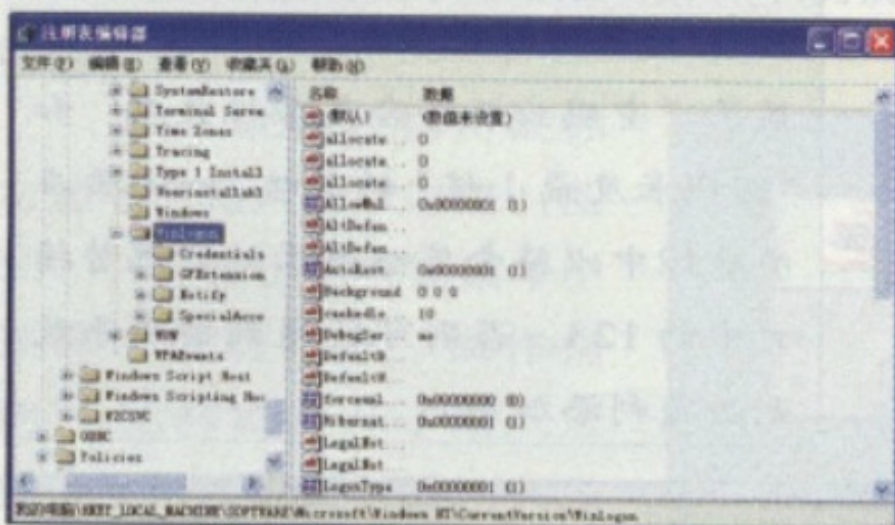 注册表编辑器
文件(F) 编辑(E) 查看(V) 收藏夹(A) 帮助(H)
SystemRestore
Terminal Serve
Time Zones
Tracing
Type 1 Install
Userinstallabl
Windows
Winlogon
Credentials
GPExtension
Notify
SpecialAcco
WOW
WPAEvents
Windows Script Host
Windows Scripting Hos
WZCSVC
ODBC
Policies
名称 数据
(默认) (数值未设置)
allocate... 0
allocate... 0
allocate... 0
AllowMul... 0x00000001 (1)
AltDefau...
AltDefau...
AutoRest... 0x00000001 (1)
Background 0 0 0
cachedlo... 10
DebugSer... no
DefaultD...
DefaultU...
forceunl... 0x00000000 (0)
Hibernat... 0x00000001 (1)
LegalNot...
LegalNot...
LogonType 0x00000001 (1)
我的电脑\HKEY_LOCAL_MACHINE\SOFTWARE\Microsoft\Windows NT\CurrentVersion\Winlogon